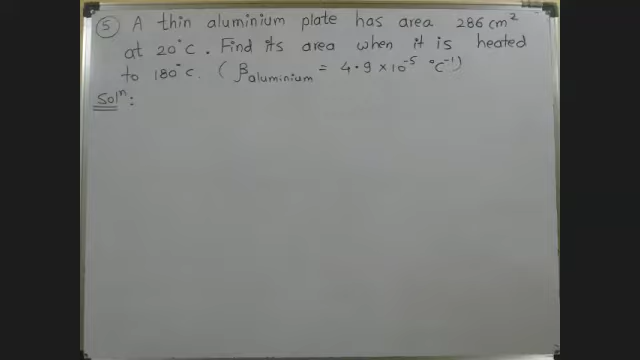 ⑤ A thin aluminium plate has area 286 cm²
at 20°C. Find its area when it is heated
to 180°C. ( β aluminium = 4.9 × 10⁻⁵ °C⁻¹)
Solⁿ: